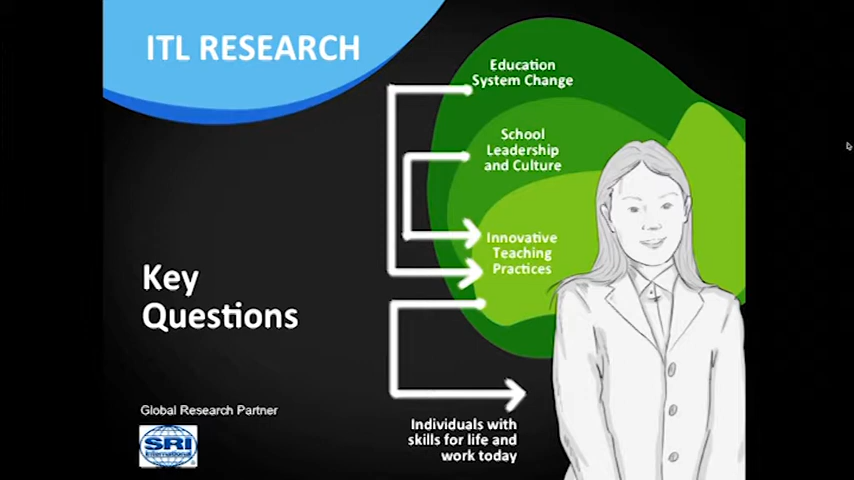 ITL RESEARCH
Education
System Change
School
Leadership
and Culture
Innovative
Teaching
Practices
Key
Questions
Global Research Partner
SRI
International
Individuals with
skills for life and
work today